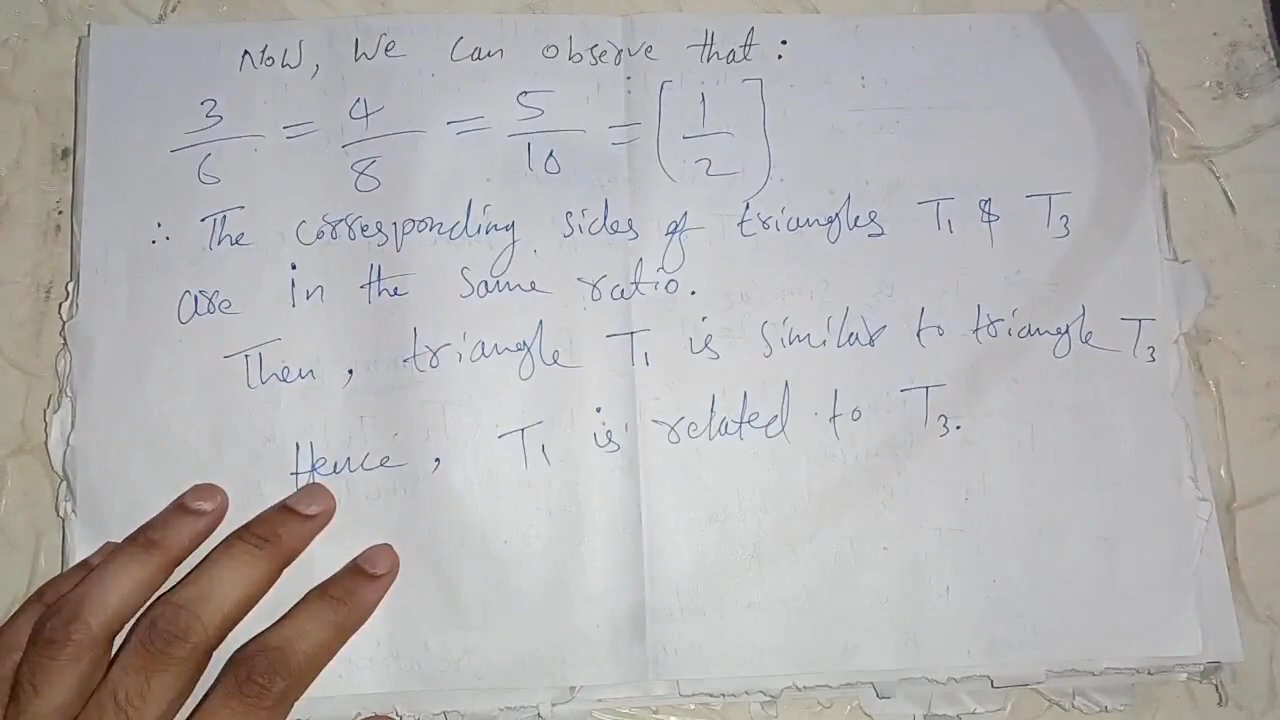 Now, We can observe that :
3/6 = 4/8 = 5/10 = [1/2]
∴ The corresponding sides of triangles T₁ & T₃
are in the same ratio.
Then, triangle T₁ is similar to triangle T₃
Hence, T₁ is related to T₃.